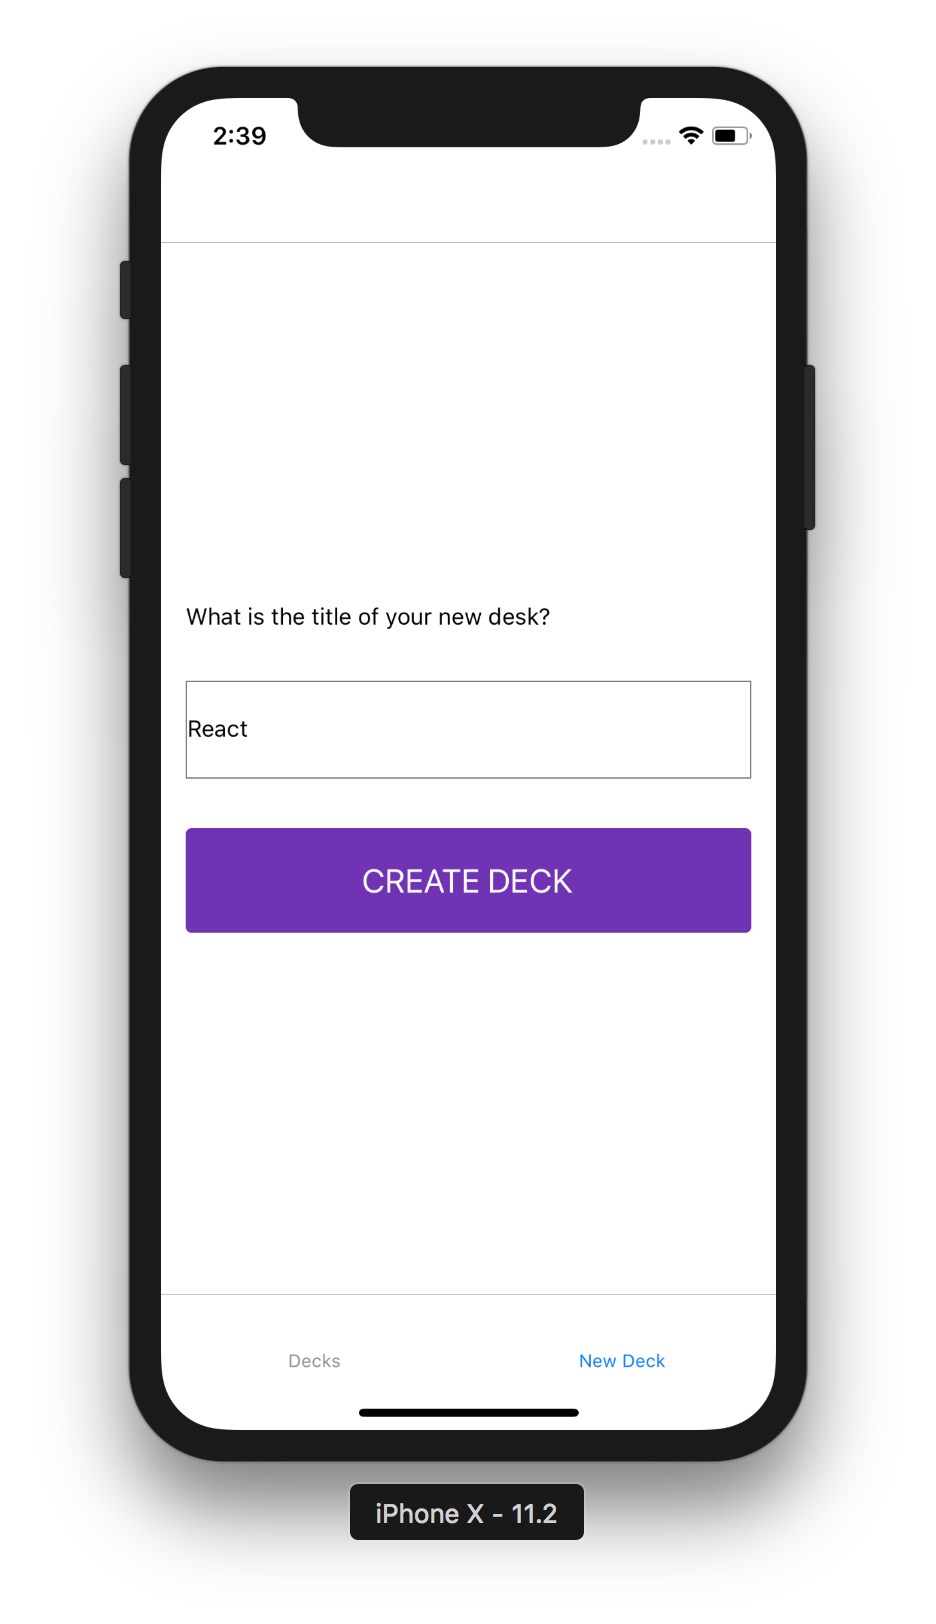 2:39
What is the title of your new desk?
React
CREATE DECK
Decks
New Deck
iPhone X - 11.2